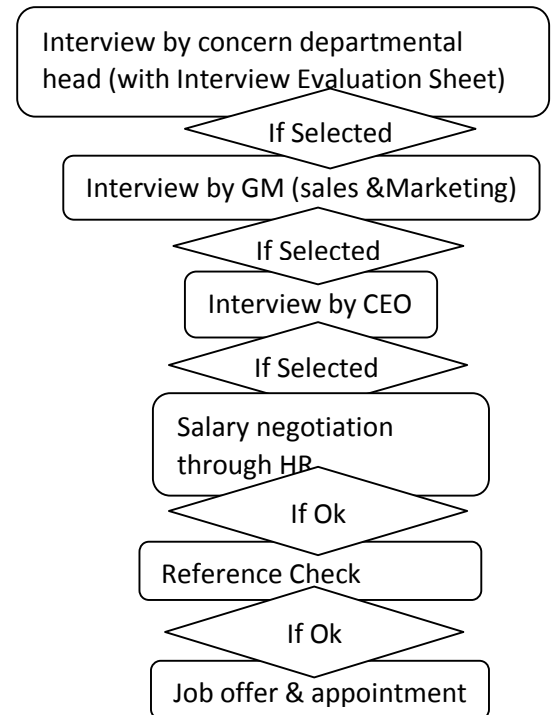 Interview by concern departmental
head (with Interview Evaluation Sheet)
If Selected
Interview by GM (sales &Marketing)
If Selected
Interview by CEO
If Selected
Salary negotiation
through HR
If Ok
Reference Check
If Ok
Job offer & appointment